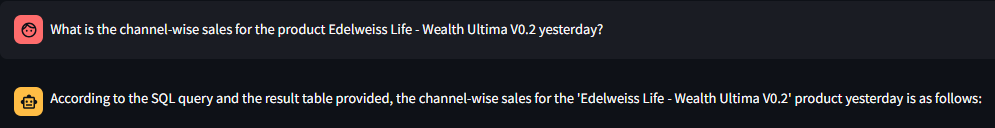 What is the channel-wise sales for the product Edelweiss Life - Wealth Ultima V0.2 yesterday?
According to the SQL query and the result table provided, the channel-wise sales for the 'Edelweiss Life - Wealth Ultima V0.2' product yesterday is as follows: